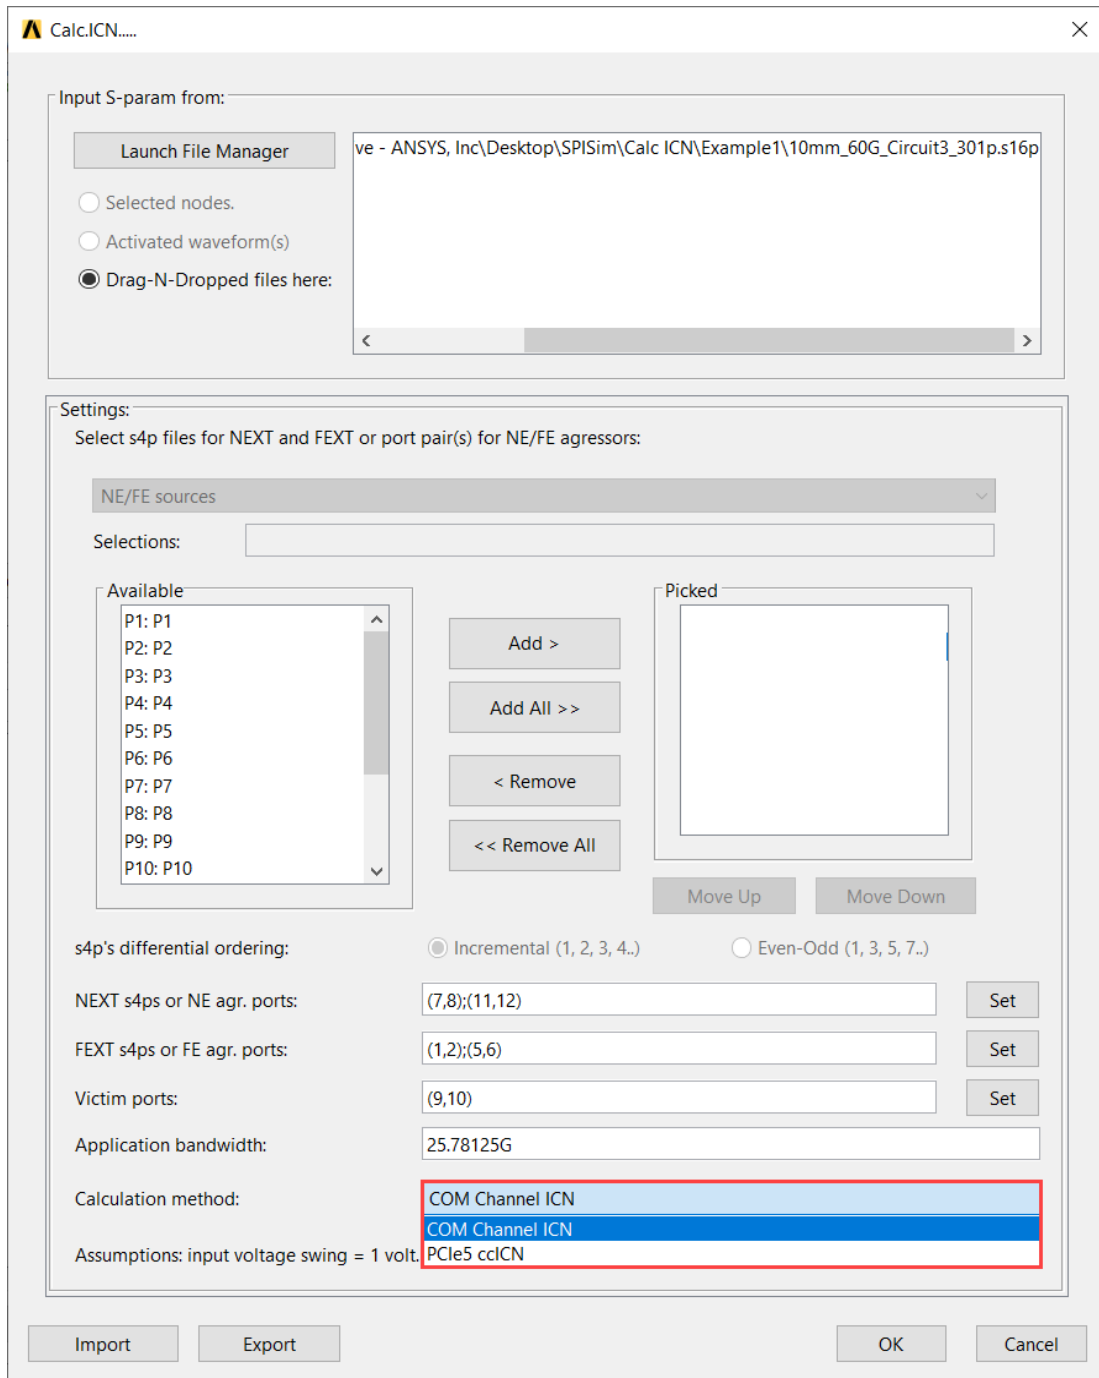 Calc.ICN.....
Input S-param from:
Launch File Manager
ve - ANSYS, Inc\Desktop\SPISim\Calc ICN\Example1\10mm_60G_Circuit3_301p.s16p
Selected nodes.
Activated waveform(s)
Drag-N-Dropped files here:
Settings:
Select s4p files for NEXT and FEXT or port pair(s) for NE/FE agressors:
NE/FE sources
Selections:
Available
P1: P1
P2: P2
P3: P3
P4: P4
P5: P5
P6: P6
P7: P7
P8: P8
P9: P9
P10: P10
Add >
Add All >>
< Remove
<< Remove All
Picked
Move Up
Move Down
s4p's differential ordering:
Incremental (1, 2, 3, 4..)
Even-Odd (1, 3, 5, 7..)
NEXT s4ps or NE agr. ports:
(7,8);(11,12)
Set
FEXT s4ps or FE agr. ports:
(1,2);(5,6)
Set
Victim ports:
(9,10)
Set
Application bandwidth:
25.78125G
Calculation method:
COM Channel ICN
COM Channel ICN
PCIe5 ccICN
Assumptions: input voltage swing = 1 volt.
Import
Export
OK
Cancel